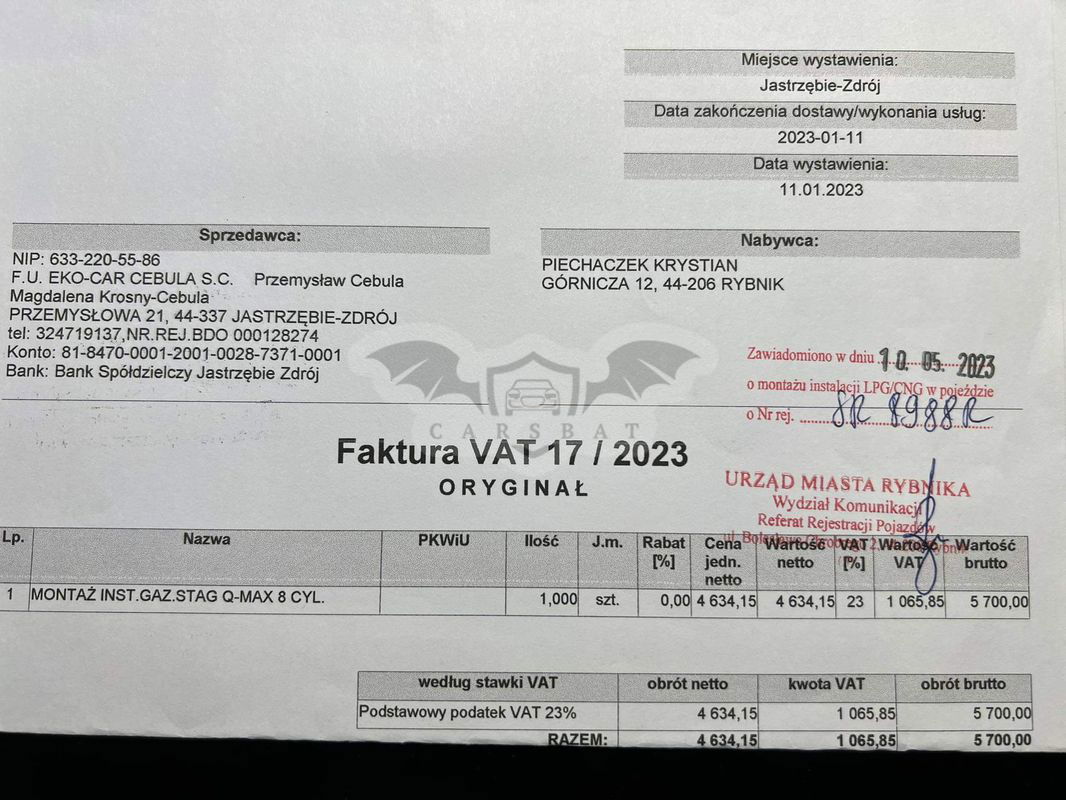 Miejsce wystawienia:
Jastrzębie-Zdrój
Data zakończenia dostawy/wykonania usług:
2023-01-11
Data wystawienia:
11.01.2023
Sprzedawca:
NIP: 633-220-55-86
F.U. EKO-CAR CEBULA S.C. Przemysław Cebula
Magdalena Krosny-Cebula
PRZEMYSŁOWA 21, 44-337 JASTRZĘBIE-ZDRÓJ
tel: 324719137,NR.REJ.BDO 000128274
Konto: 81-8470-0001-2001-0028-7371-0001
Bank: Bank Spółdzielczy Jastrzębie Zdrój
Nabywca:
PIECHACZEK KRYSTIAN
GÓRNICZA 12, 44-206 RYBNIK
Zawiadomiono w dniu 10. 05. 2023
o montażu instalacji LPG/CNG w pojeździe
o Nr rej. SR 8988R
CARSBAT
Faktura VAT 17 / 2023
ORYGINAŁ
URZĄD MIASTA RYBNIKA
Wydział Komunikacji
Referat Rejestracji Pojazdów
ul. Bolesława Chrobrego 2
Lp. Nazwa PKWiU Ilość J.m. Rabat [%] Cena jedn. netto Wartość netto VAT [%] Wartość VAT Wartość brutto
1 MONTAŻ INST.GAZ.STAG Q-MAX 8 CYL. 1,000 szt. 0,00 4 634,15 4 634,15 23 1 065,85 5 700,00
według stawki VAT obrót netto kwota VAT obrót brutto
Podstawowy podatek VAT 23% 4 634,15 1 065,85 5 700,00
RAZEM: 4 634,15 1 065,85 5 700,00